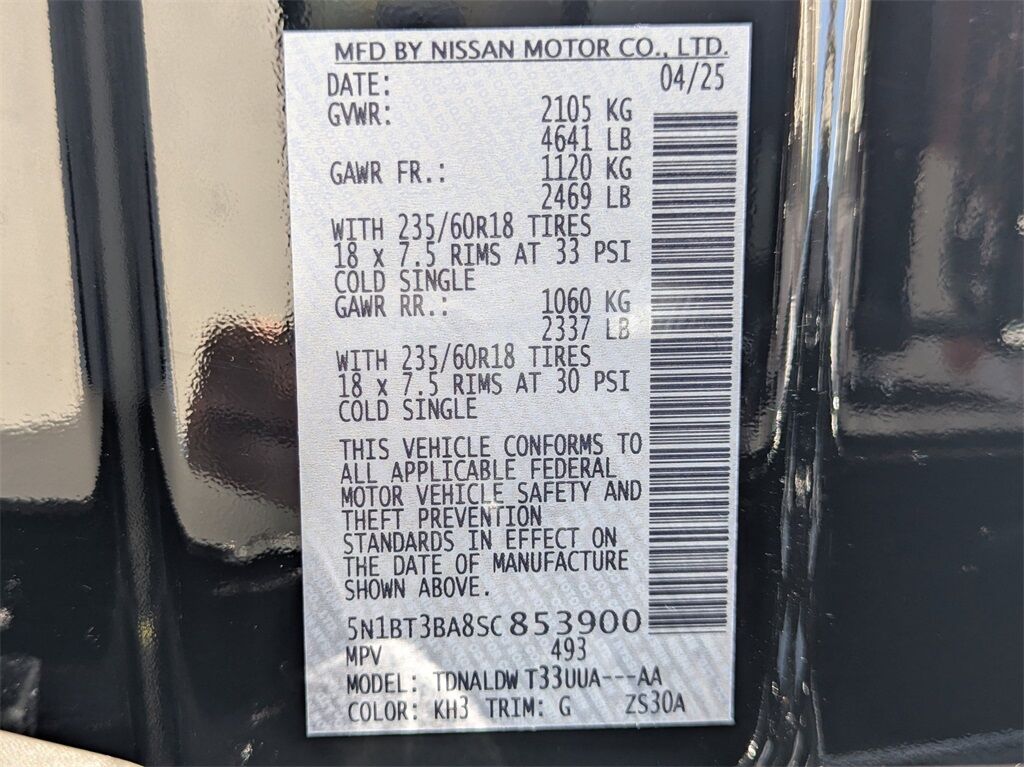 MFD BY NISSAN MOTOR CO., LTD.
DATE: 04/25
GVWR: 2105 KG
4641 LB
GAWR FR.: 1120 KG
2469 LB
WITH 235/60R18 TIRES
18 x 7.5 RIMS AT 33 PSI
COLD SINGLE
GAWR RR.: 1060 KG
2337 LB
WITH 235/60R18 TIRES
18 x 7.5 RIMS AT 30 PSI
COLD SINGLE
THIS VEHICLE CONFORMS TO
ALL APPLICABLE FEDERAL
MOTOR VEHICLE SAFETY AND
THEFT PREVENTION
STANDARDS IN EFFECT ON
THE DATE OF MANUFACTURE
SHOWN ABOVE.
5N1BT3BA8SC853900
MPV 493
MODEL: TDNALDW T33UUA---AA
COLOR: KH3 TRIM: G ZS30A